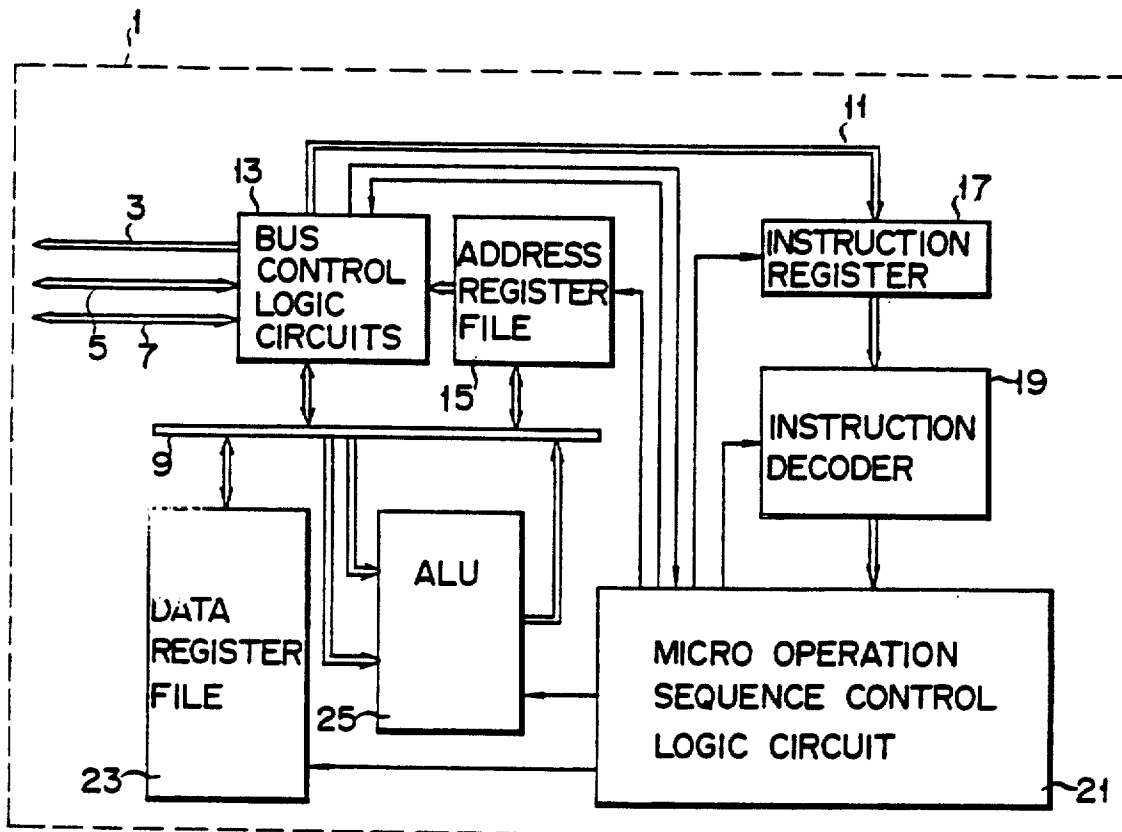 1
11
13
17
3
BUS
CONTROL
LOGIC
CIRCUITS
ADDRESS
REGISTER
FILE
INSTRUCTION
REGISTER
5
7
15
19
9
INSTRUCTION
DECODER
ALU
DATA
REGISTER
FILE
MICRO OPERATION
SEQUENCE CONTROL
LOGIC CIRCUIT
25
23
21